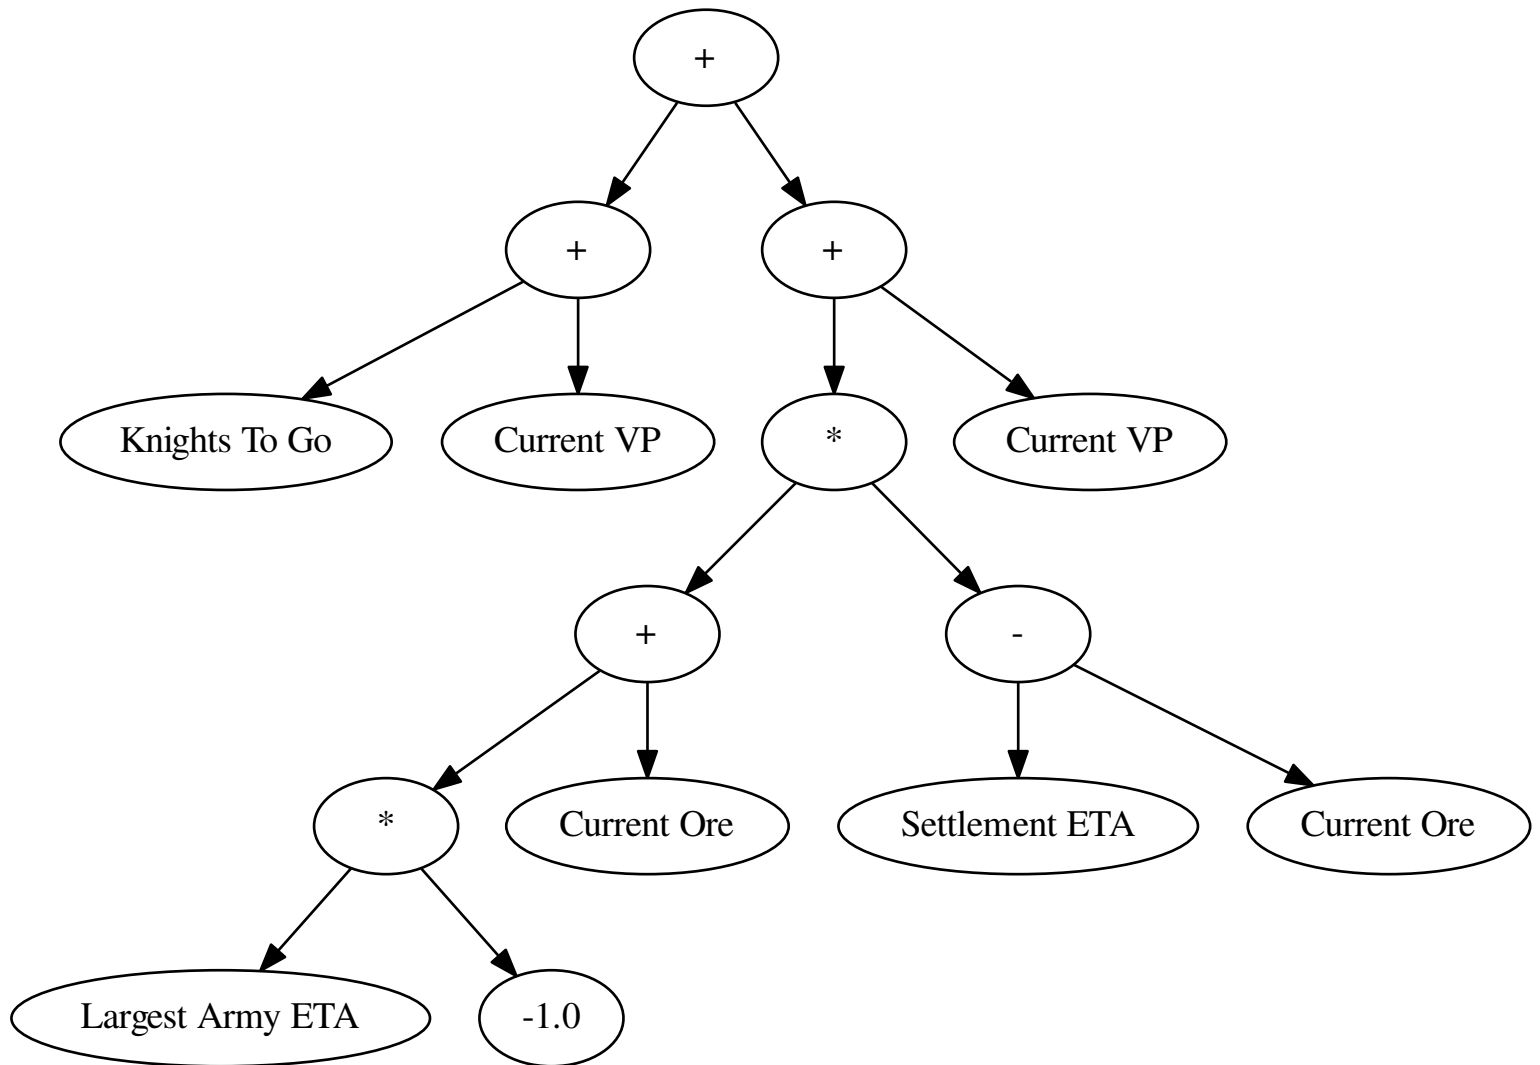 +
+
+
Knights To Go
Current VP
*
Current VP
+
-
*
Current Ore
Settlement ETA
Current Ore
Largest Army ETA
-1.0